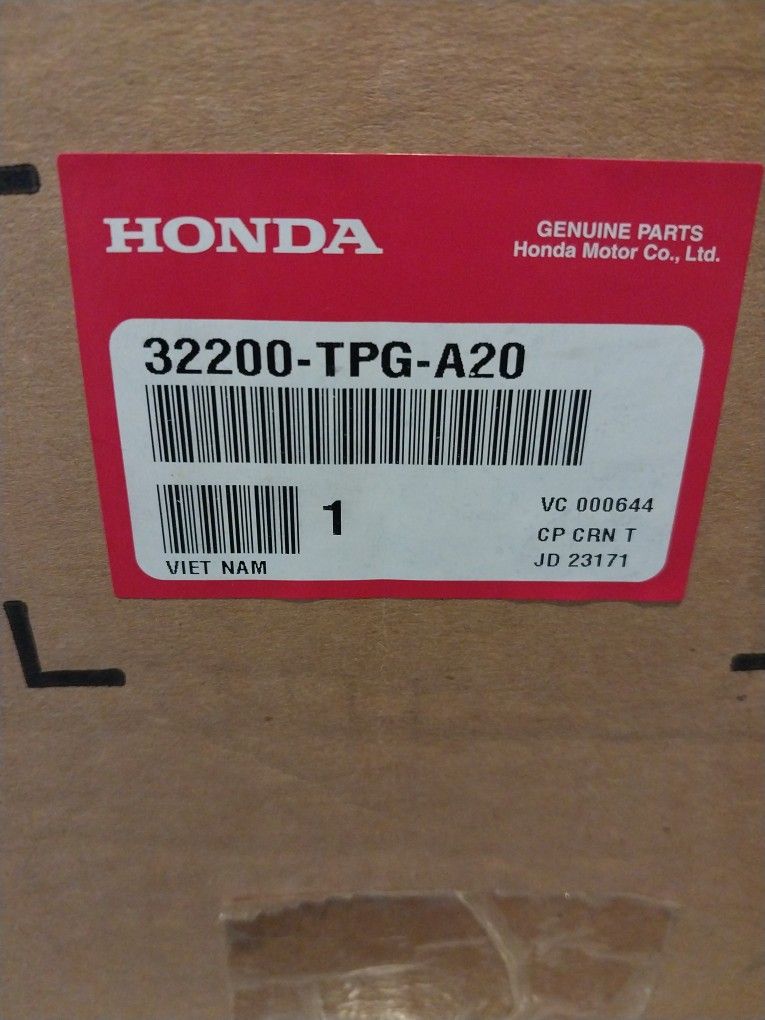 HONDA
GENUINE PARTS
Honda Motor Co., Ltd.
32200-TPG-A20
1
VC 000644
CP CRN T
VIET NAM
JD 23171